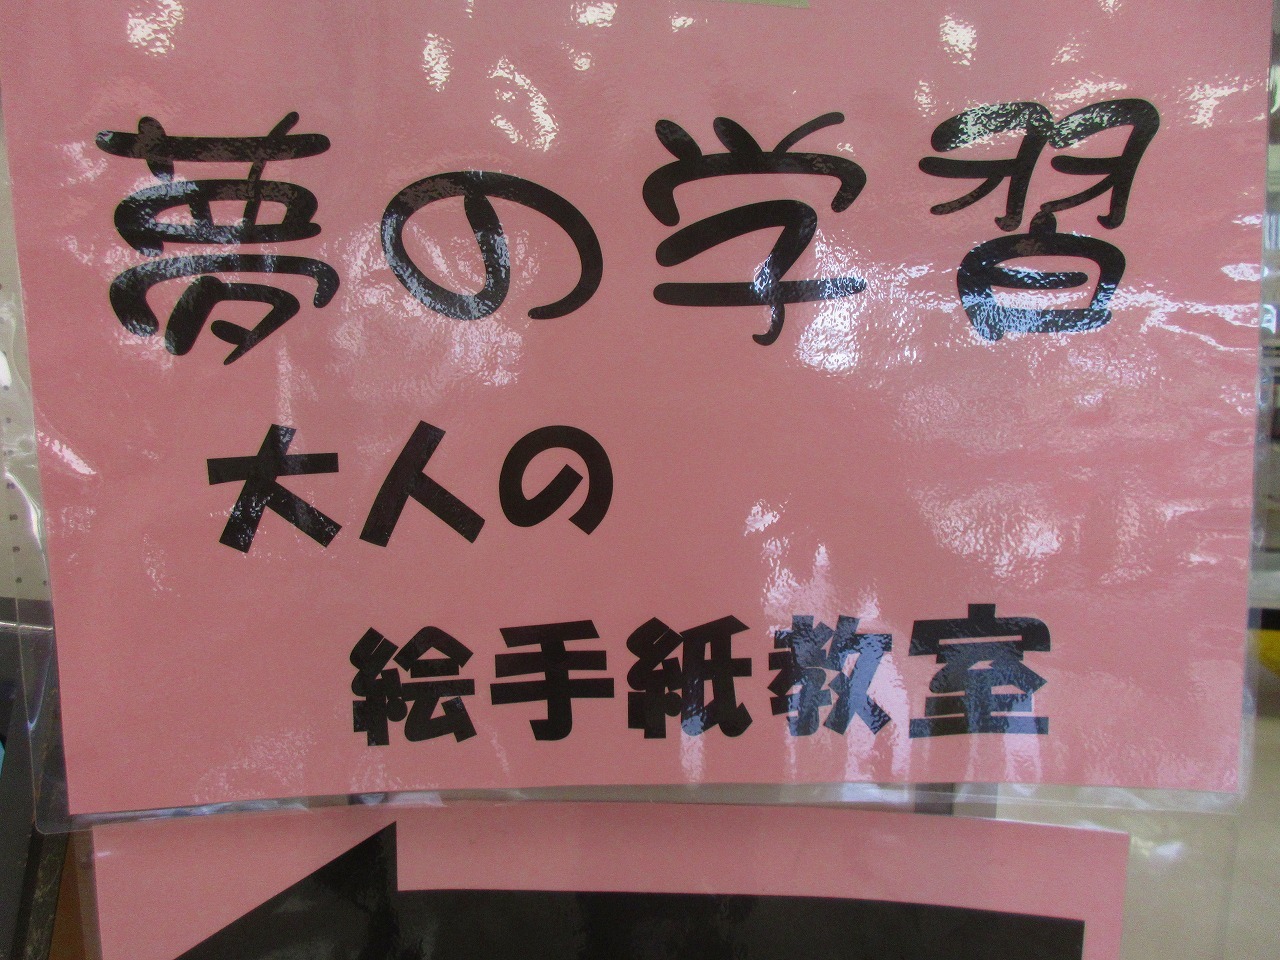 夢の学習
大人の
絵手紙教室